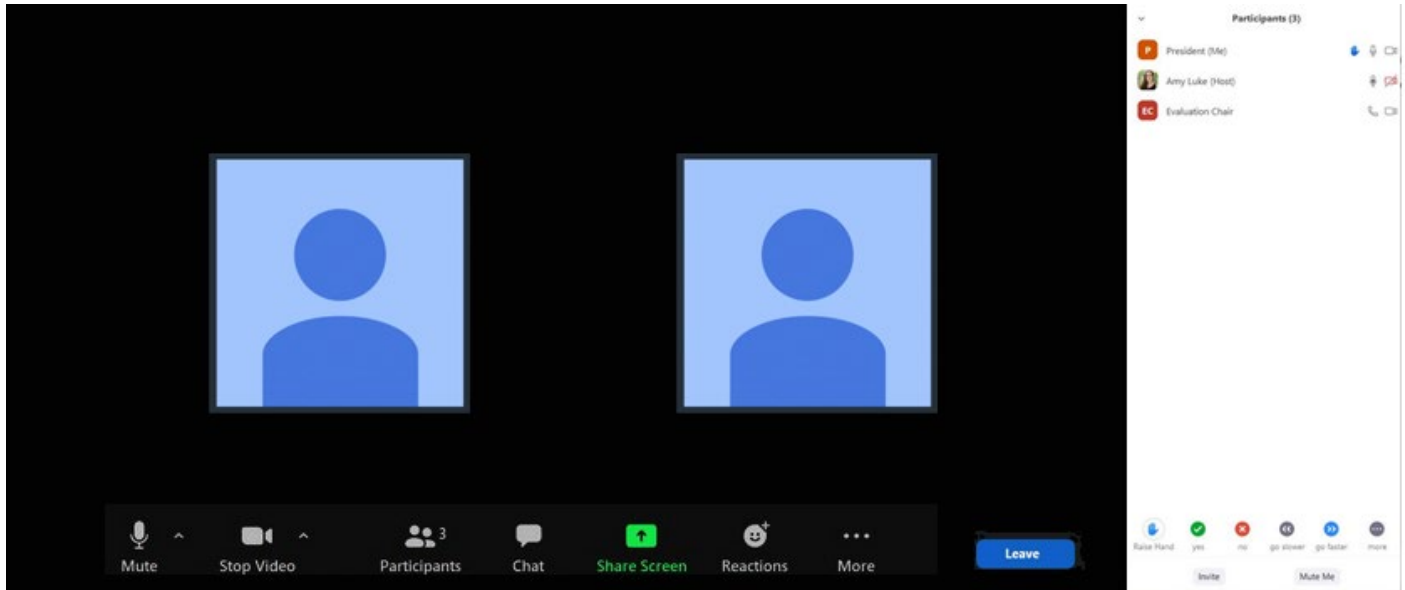 Participants (3)
P President (Me)
Amy Luke (Host)
EC Evaluation Chair
3
Mute Stop Video Participants Chat Share Screen Reactions More
Leave
Raise Hand yes no go slower go faster more
Invite Mute Me